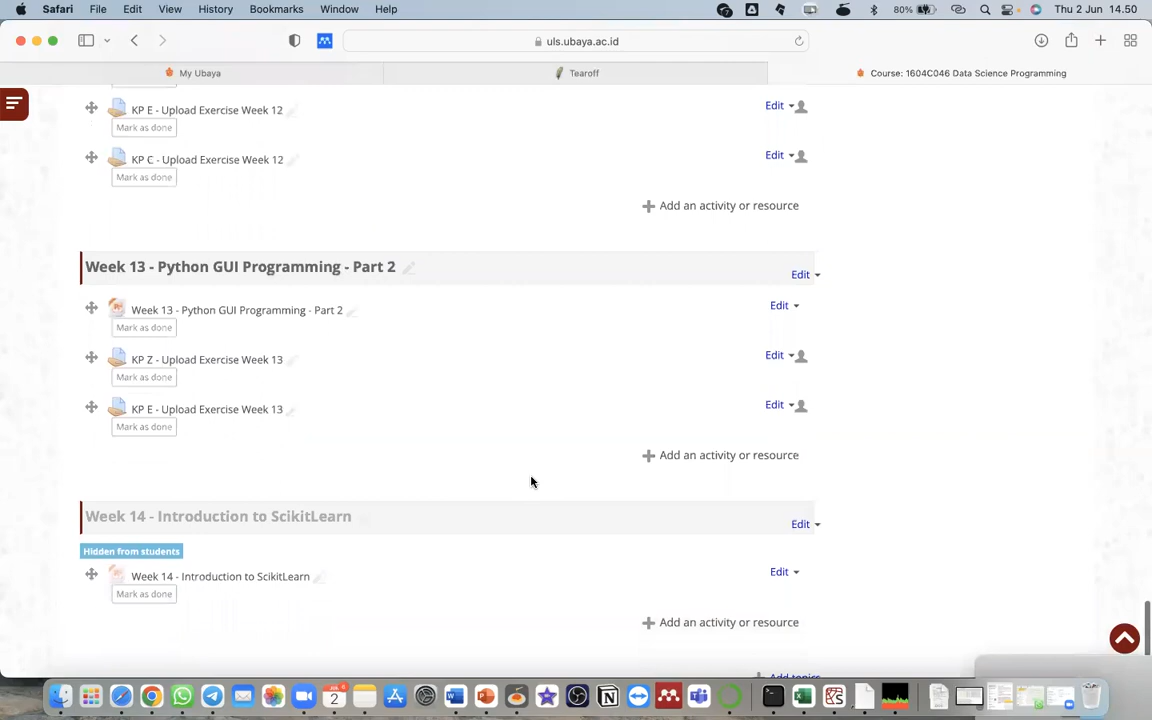 Safari File Edit View History Bookmarks Window Help 80% Thu 2 Jun 14.50
uls.ubaya.ac.id
My Ubaya Tearoff Course: 1604C046 Data Science Programming
KP E - Upload Exercise Week 12 Edit
Mark as done
KP C - Upload Exercise Week 12 Edit
Mark as done
Add an activity or resource
Week 13 - Python GUI Programming - Part 2 Edit
Week 13 - Python GUI Programming - Part 2 Edit
Mark as done
KP Z - Upload Exercise Week 13 Edit
Mark as done
KP E - Upload Exercise Week 13 Edit
Mark as done
Add an activity or resource
Week 14 - Introduction to ScikitLearn Edit
Hidden from students
Week 14 - Introduction to ScikitLearn Edit
Mark as done
Add an activity or resource
Add topics